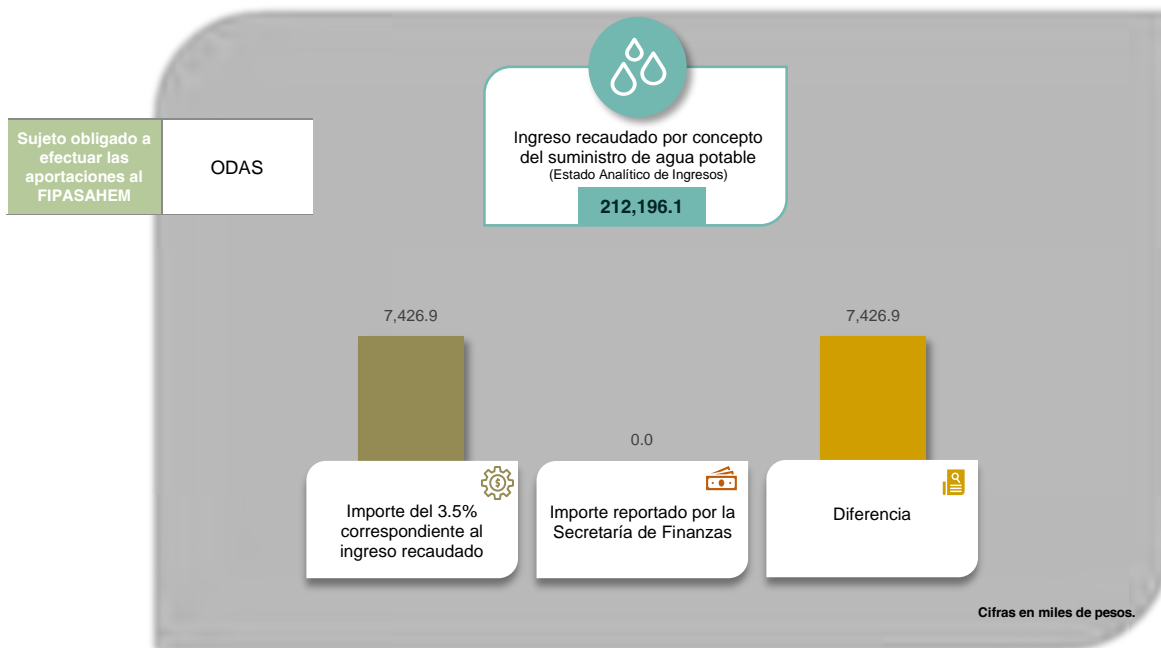 Sujeto obligado a
efectuar las
aportaciones al
FIPASAHEM
ODAS
Ingreso recaudado por concepto
del suministro de agua potable
(Estado Analítico de Ingresos)
212,196.1
7,426.9
0.0
7,426.9
Importe del 3.5%
correspondiente al
ingreso recaudado
Importe reportado por la
Secretaría de Finanzas
Diferencia
Cifras en miles de pesos.